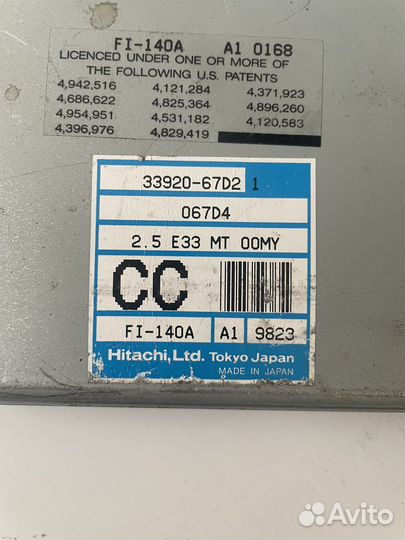 FI-140A A1 0168
LICENCED UNDER ONE OR MORE OF
THE FOLLOWING U.S. PATENTS
4,942,516 4,121,284 4,371,923
4,686,622 4,825,364 4,896,260
4,954,951 4,531,182 4,120,583
4,396,976 4,829,419
33920-67D2 1
067D4
2.5 E33 MT 00MY
CC
FI-140A A1 9823
Hitachi, Ltd. Tokyo Japan
MADE IN JAPAN
Avito